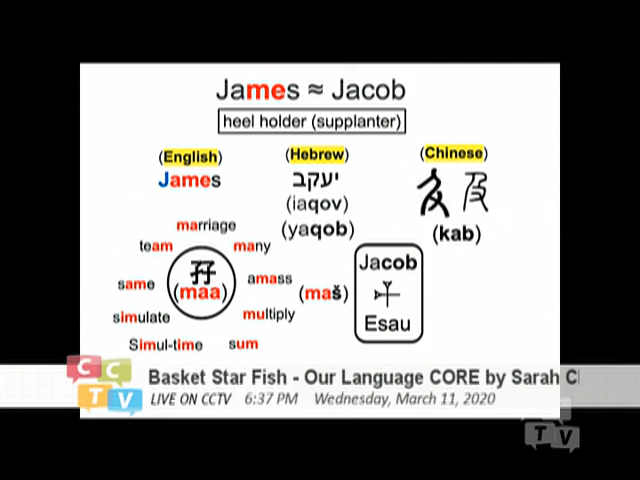 James ≈ Jacob
heel holder (supplanter)
(English)
James
(Hebrew)
יעקב
(iaqov)
(yaqob)
(Chinese)
(kab)
marriage
team
many
same
孖
(maa)
amass
simulate
multiply
Simul-time
sum
(maš)
Jacob
Esau
CCTV
Basket Star Fish - Our Language CORE by Sarah C
LIVE ON CCTV 6:37 PM Wednesday, March 11, 2020
TV